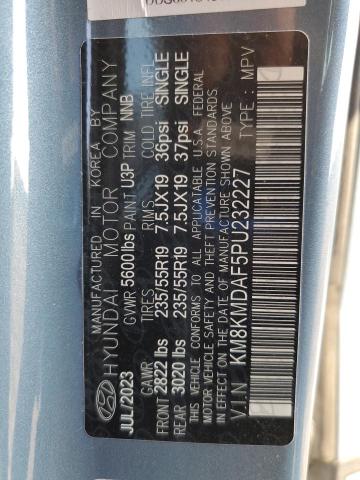 MANUFACTURED IN KOREA BY
HYUNDAI MOTOR COMPANY
JUL/2023 GVWR 5600 lbs PAINT U3P TRIM NNB
GAWR TIRES RIMS COLD TIRE INFL
FRONT 2822 lbs 235/55R19 7.5JX19 36psi SINGLE
REAR 3020 lbs 235/55R19 7.5JX19 37psi SINGLE
THIS VEHICLE CONFORMS TO ALL APPLICATABLE U.S.A. FEDERAL
MOTOR VEHICLE SAFETY AND THEFT PREVENTION STANDARDS
IN EFFECT ON THE DATE OF MANUFACTURE SHOWN ABOVE
VIN: KM8KMDAF5PU232227 TYPE: MPV